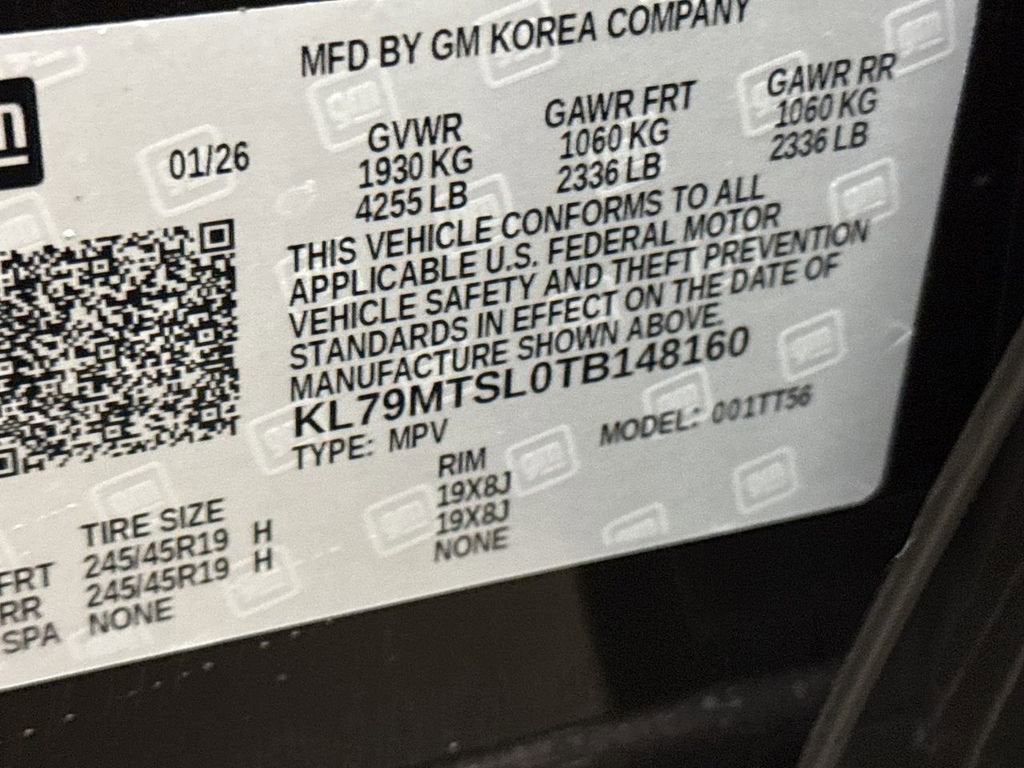 MFD BY GM KOREA COMPANY
01/26
GVWR GAWR FRT GAWR RR
1930 KG 1060 KG 1060 KG
4255 LB 2336 LB 2336 LB
THIS VEHICLE CONFORMS TO ALL
APPLICABLE U.S. FEDERAL MOTOR
VEHICLE SAFETY AND THEFT PREVENTION
STANDARDS IN EFFECT ON THE DATE OF
MANUFACTURE SHOWN ABOVE.
KL79MTSL0TB148160
TYPE: MPV MODEL: 001TT56
TIRE SIZE RIM
FRT 245/45R19 H 19X8J
RR 245/45R19 H 19X8J
SPA NONE NONE